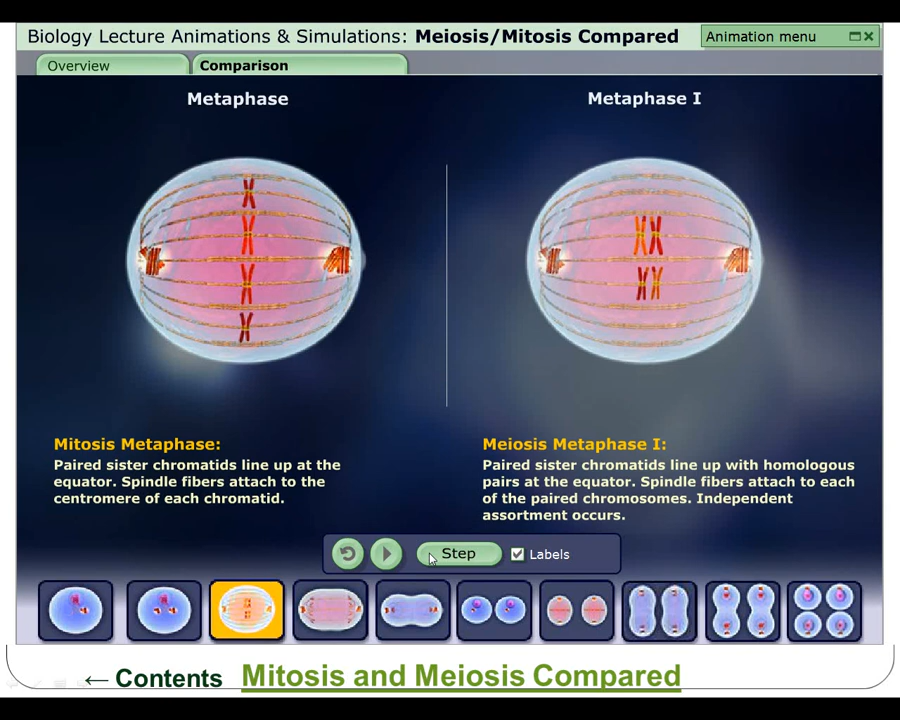 Biology Lecture Animations & Simulations: Meiosis/Mitosis Compared
Animation menu
Overview
Comparison
Metaphase
Metaphase I
Mitosis Metaphase:
Paired sister chromatids line up at the
equator. Spindle fibers attach to the
centromere of each chromatid.
Meiosis Metaphase I:
Paired sister chromatids line up with homologous
pairs at the equator. Spindle fibers attach to each
of the paired chromosomes. Independent
assortment occurs.
Step
Labels
← Contents Mitosis and Meiosis Compared